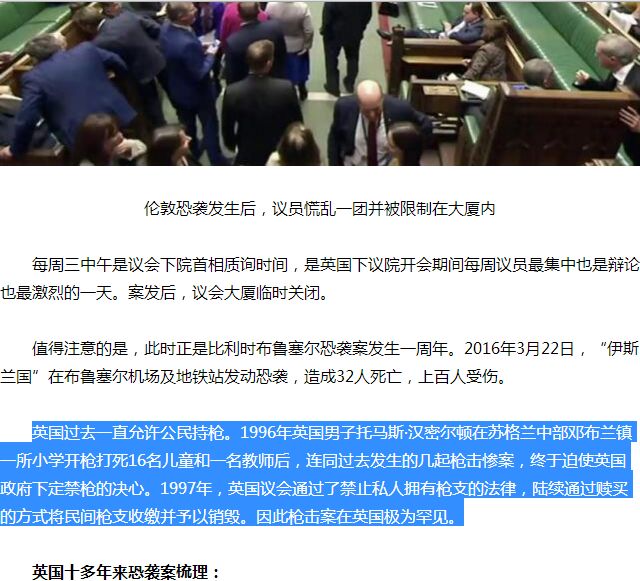 伦敦恐袭发生后，议员慌乱一团并被限制在大厦内
每周三中午是议会下院首相质询时间，是英国下议院开会期间每周议员最集中也是辩论
也最激烈的一天。案发后，议会大厦临时关闭。
值得注意的是，此时正是比利时布鲁塞尔恐袭案发生一周年。2016年3月22日，“伊斯
兰国”在布鲁塞尔机场及地铁站发动恐袭，造成32人死亡，上百人受伤。
英国过去一直允许公民持枪。1996年英国男子托马斯·汉密尔顿在苏格兰中部邓布兰镇
一所小学开枪打死16名儿童和一名教师后，连同过去发生的几起枪击惨案，终于迫使英国
政府下定禁枪的决心。1997年，英国议会通过了禁止私人拥有枪支的法律，陆续通过赎买
的方式将民间枪支收缴并予以销毁。因此枪击案在英国极为罕见。
英国十多年来恐袭案梳理：